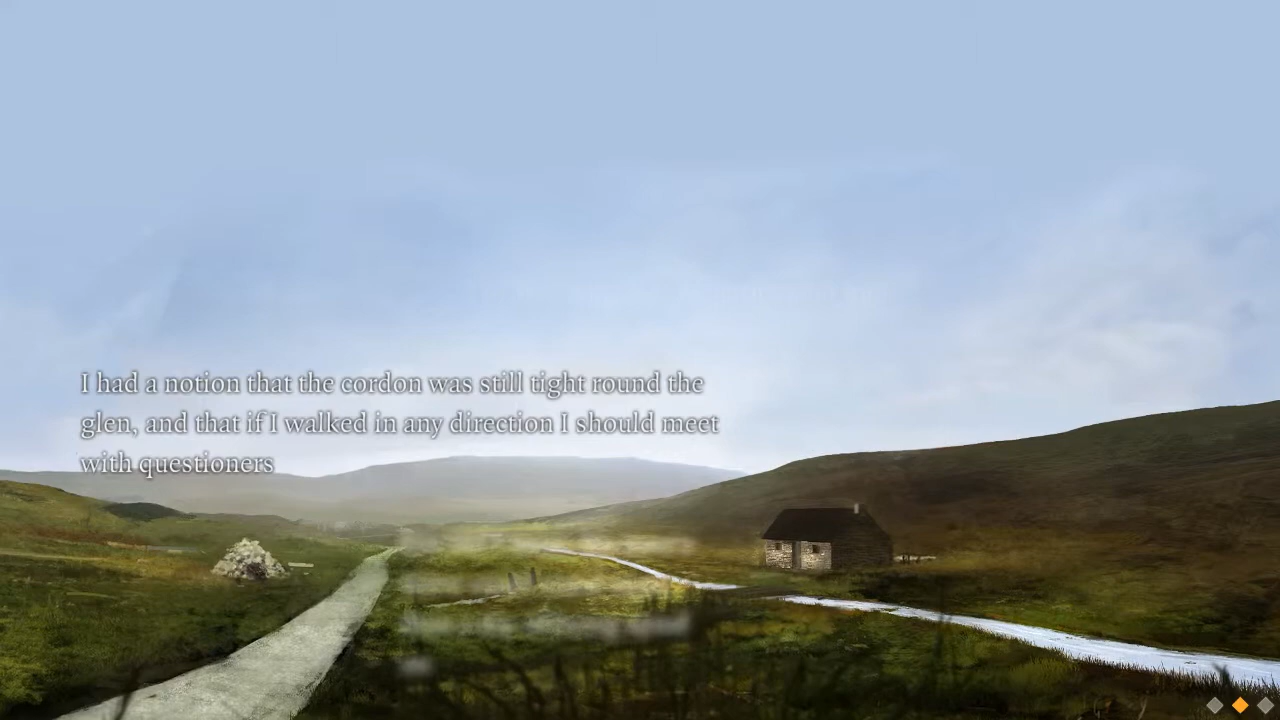 I had a notion that the cordon was still tight round the
glen, and that if I walked in any direction I should meet
with questioners